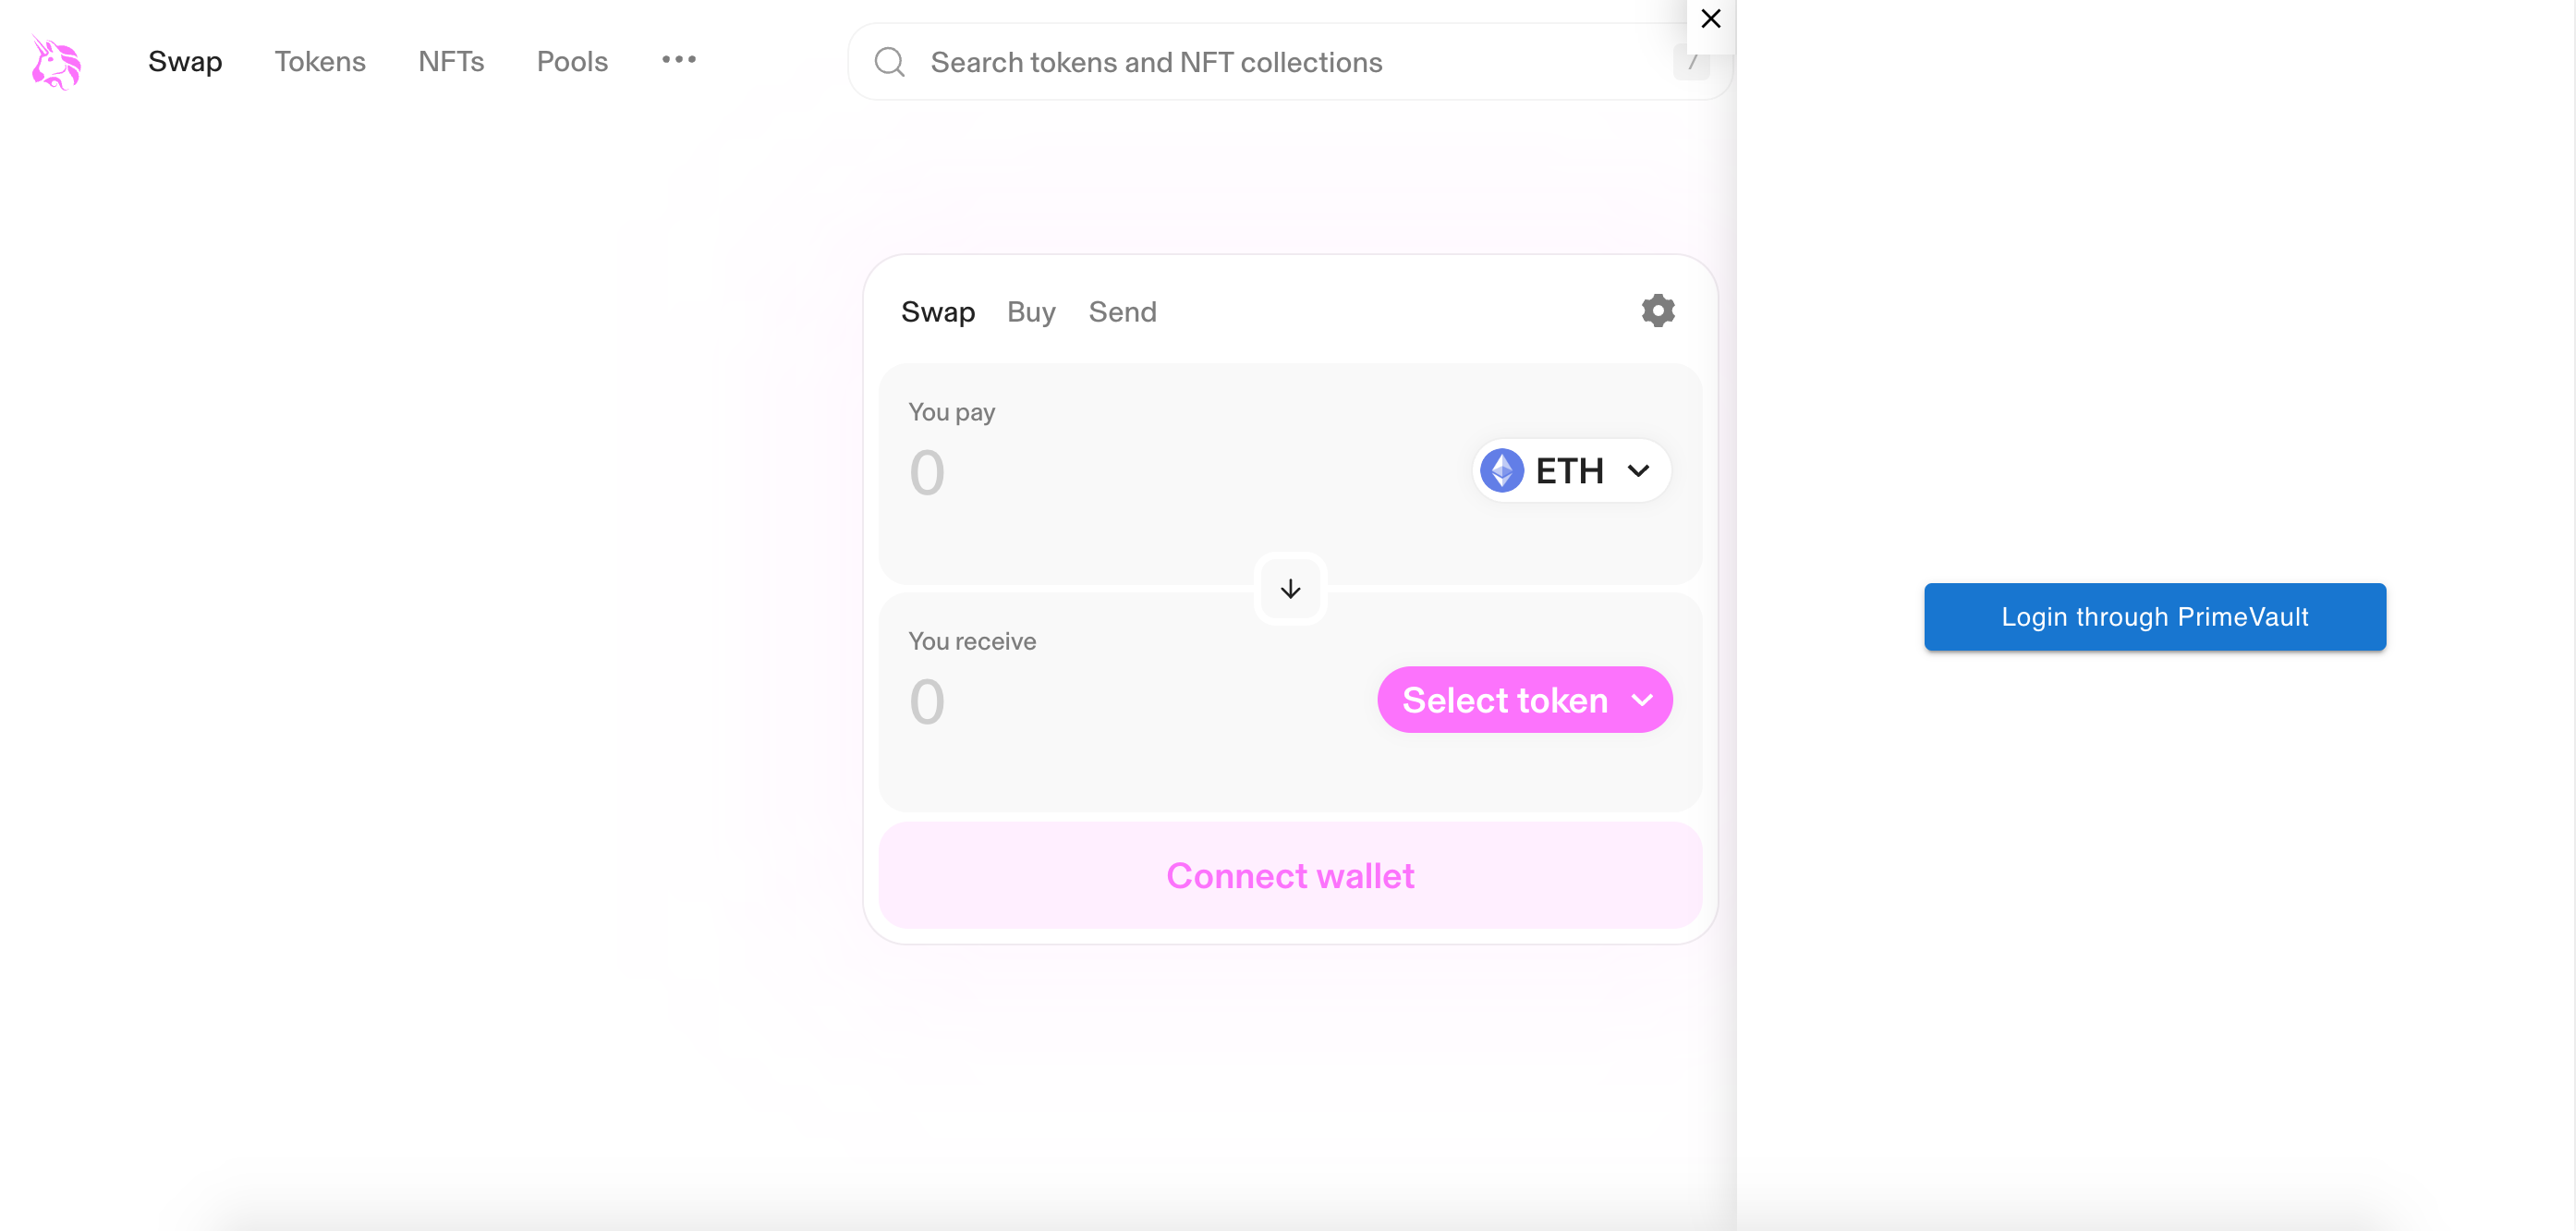 Swap Tokens NFTs Pools
Search tokens and NFT collections /
Swap Buy Send
You pay
0
ETH
You receive
0
Select token
Connect wallet
Login through PrimeVault